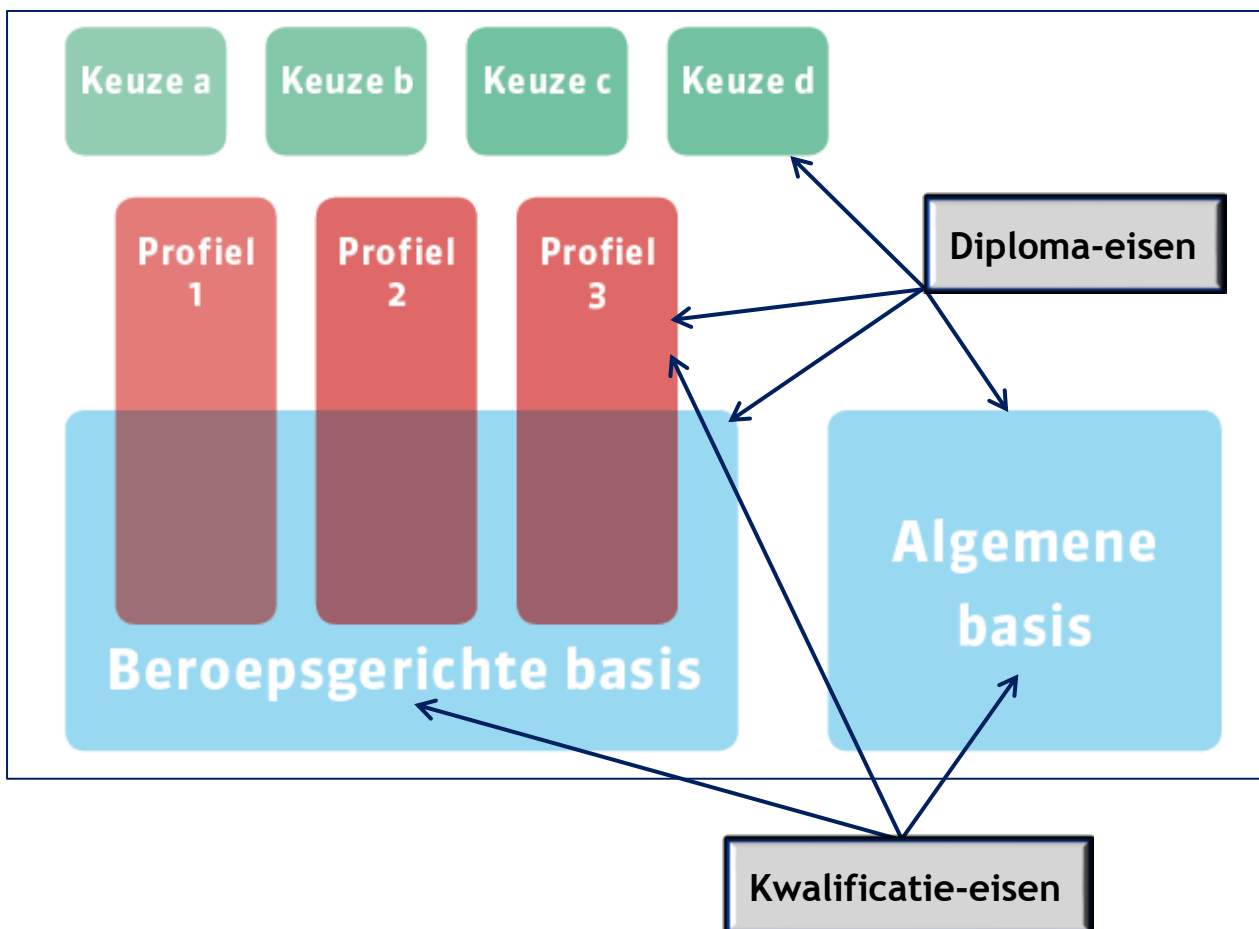 Keuze a
Keuze b
Keuze c
Keuze d
Profiel
1
Profiel
2
Profiel
3
Diploma-eisen
Algemene
basis
Beroepsgerichte basis
Kwalificatie-eisen